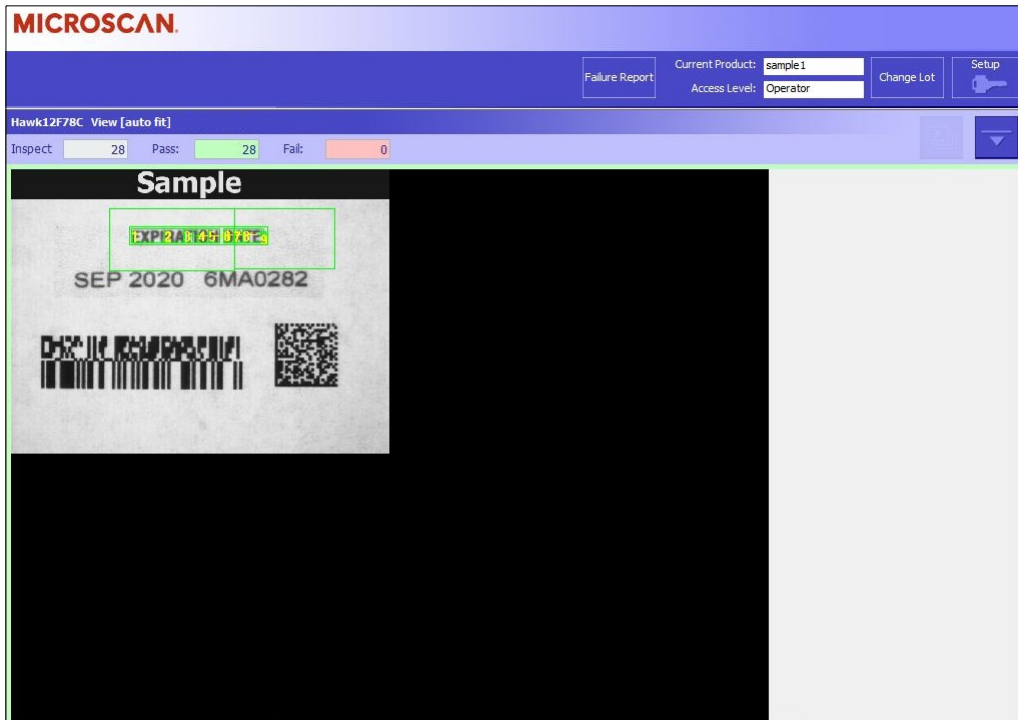 MICROSCAN.
Failure Report
Current Product: sample1
Access Level: Operator
Change Lot
Setup
Hawk12F78C View [auto fit]
Inspect 28 Pass: 28 Fail: 0
Sample
SEP 2020 6MA0282